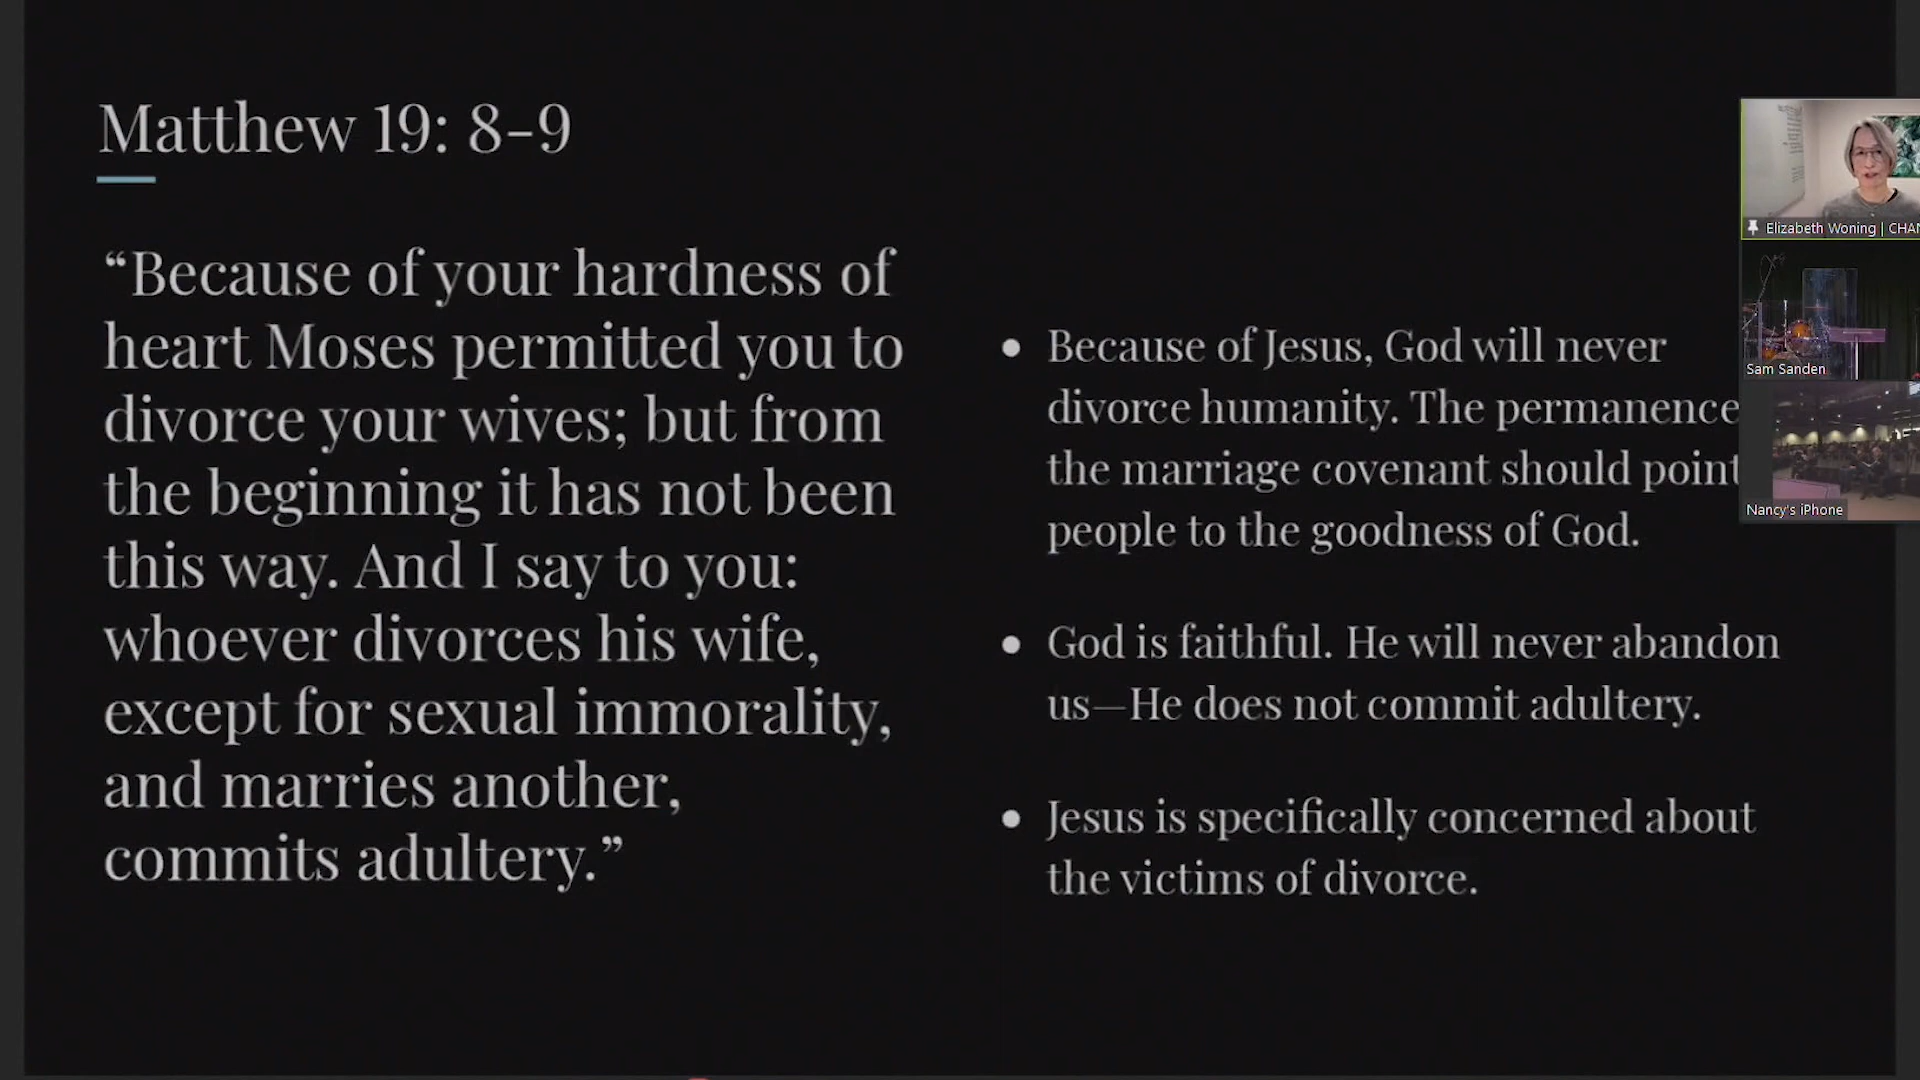 Matthew 19: 8-9
“Because of your hardness of
heart Moses permitted you to
divorce your wives; but from
the beginning it has not been
this way. And I say to you:
whoever divorces his wife,
except for sexual immorality,
and marries another,
commits adultery.”
● Because of Jesus, God will never
divorce humanity. The permanence
the marriage covenant should point
people to the goodness of God.
● God is faithful. He will never abandon
us—He does not commit adultery.
● Jesus is specifically concerned about
the victims of divorce.
Elizabeth Woning | CHAN
Sam Sanden
Nancy's iPhone